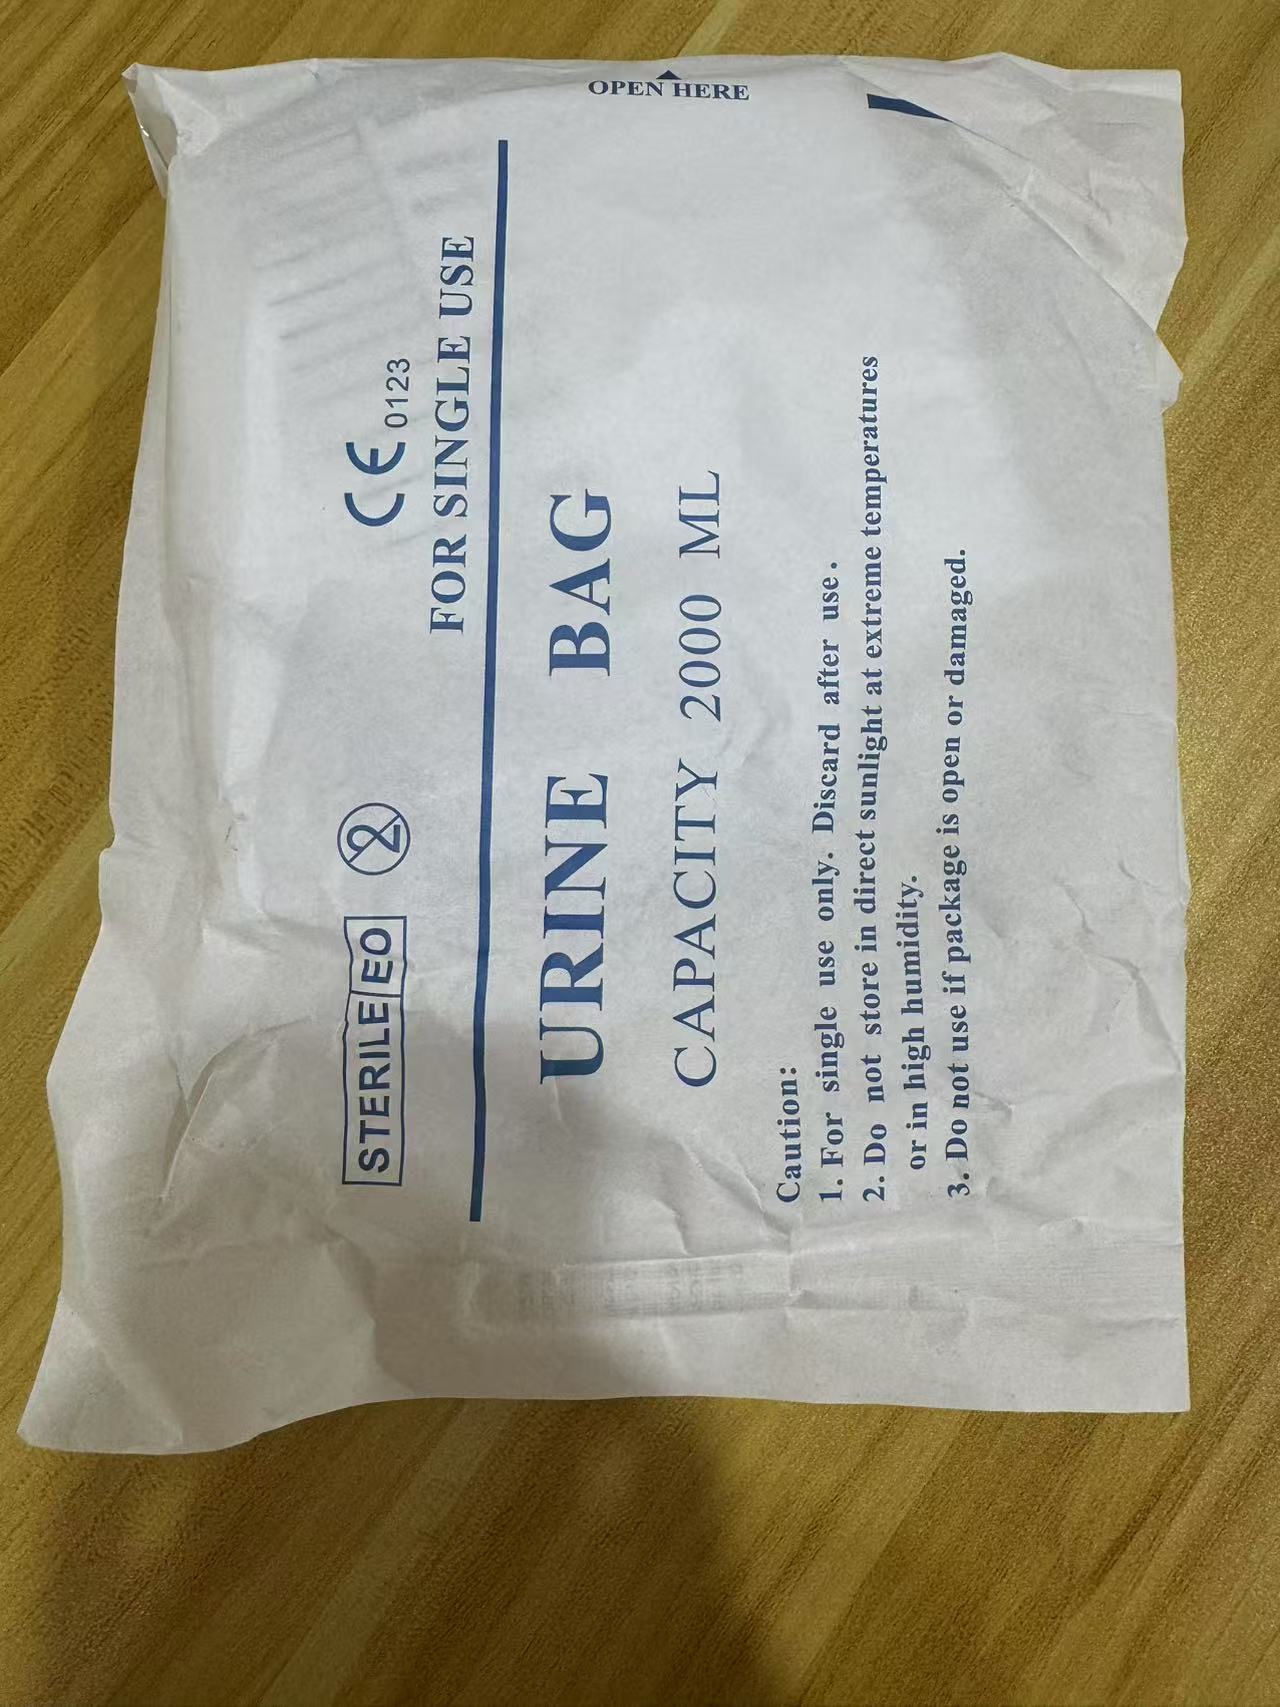 OPEN HERE
STERILE EO
2
CE 0123
FOR SINGLE USE
URINE BAG
CAPACITY 2000 ML
Caution:
1. For single use only. Discard after use.
2. Do not store in direct sunlight at extreme temperatures
or in high humidity.
3. Do not use if package is open or damaged.